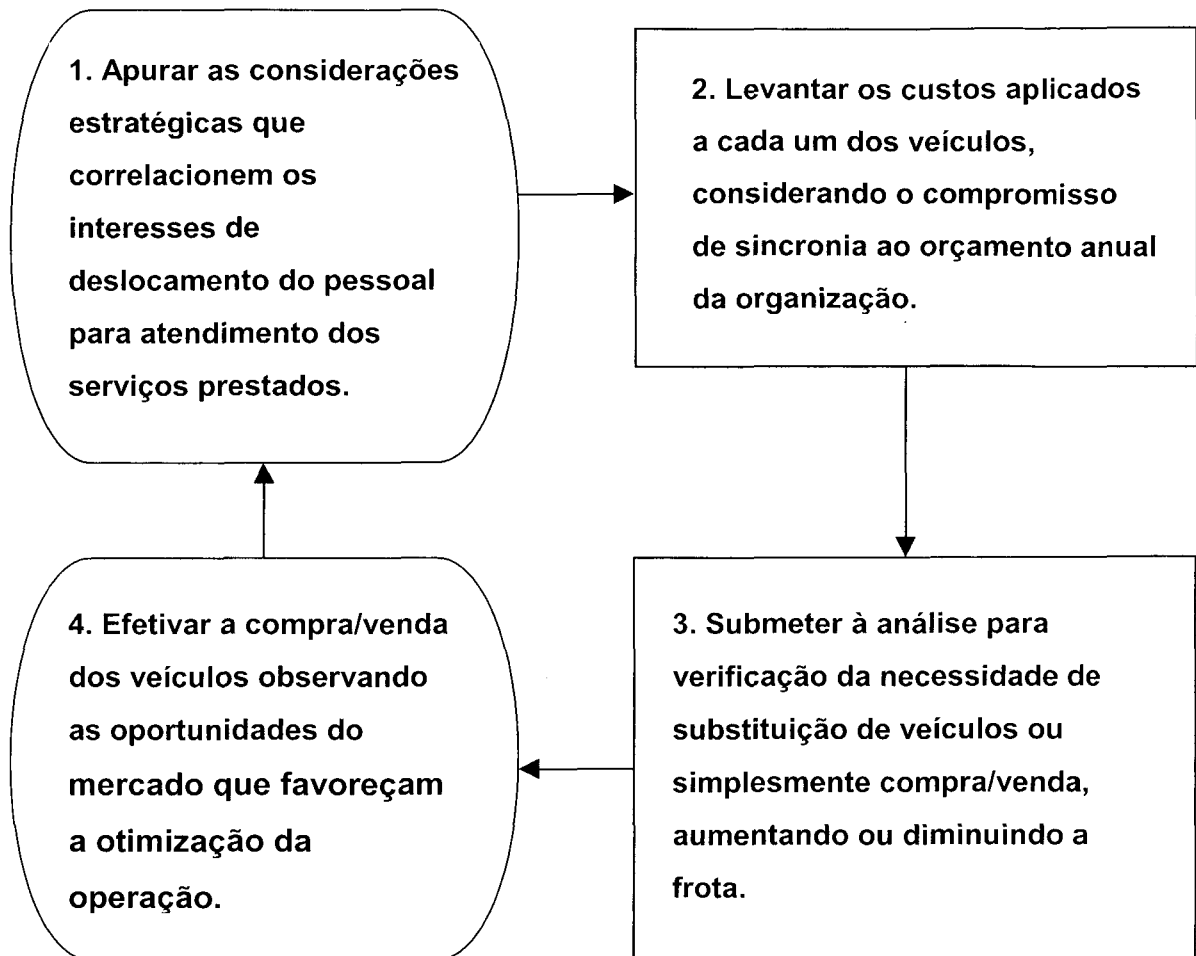 1. Apurar as considerações
estratégicas que
correlacionem os
interesses de
deslocamento do pessoal
para atendimento dos
serviços prestados.
2. Levantar os custos aplicados
a cada um dos veículos,
considerando o compromisso
de sincronia ao orçamento anual
da organização.
3. Submeter à análise para
verificação da necessidade de
substituição de veículos ou
simplesmente compra/venda,
aumentando ou diminuindo a
frota.
4. Efetivar a compra/venda
dos veículos observando
as oportunidades do
mercado que favoreçam
a otimização da
operação.